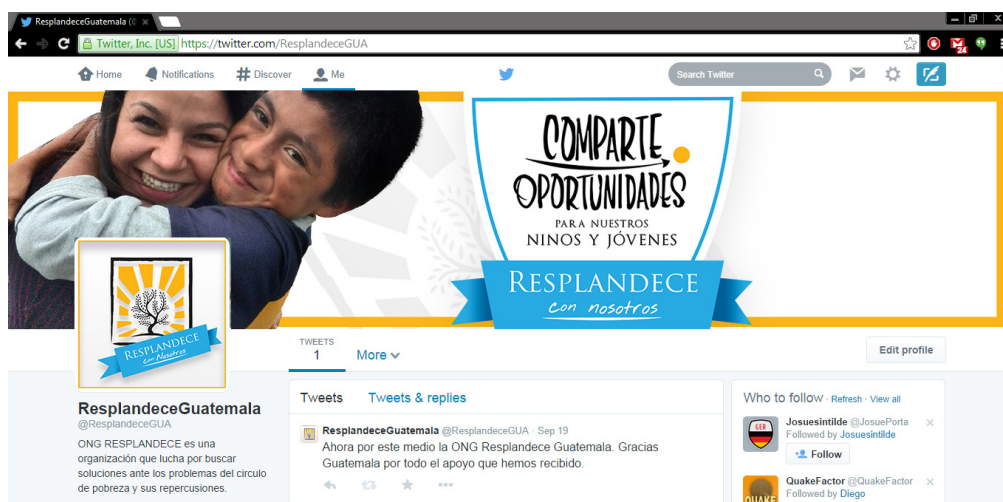 ResplandeceGuatemala (
Twitter, Inc. [US] https://twitter.com/ResplandeceGUA
24
Home Notifications Discover Me Search Twitter
COMPARTE
OPORTUNIDADES
PARA NUESTROS
NINOS Y JÓVENES
RESPLANDECE
Con nosotros
RESPLANDECE
Con Nosotros
TWEETS
1
More
Edit profile
ResplandeceGuatemala
@ResplandeceGUA
ONG RESPLANDECE es una
organización que lucha por buscar
soluciones ante los problemas del circulo
de pobreza y sus repercusiones.
Tweets Tweets & replies
ResplandeceGuatemala @ResplandeceGUA · Sep 19
Ahora por este medio la ONG Resplandece Guatemala. Gracias
Guatemala por todo el apoyo que hemos recibido.
Who to follow · Refresh · View all
GER
Josuesintilde @JosuePorta
Followed by Josuesintilde
Follow
QUAKE
QuakeFactor @QuakeFactor
Followed by Diego